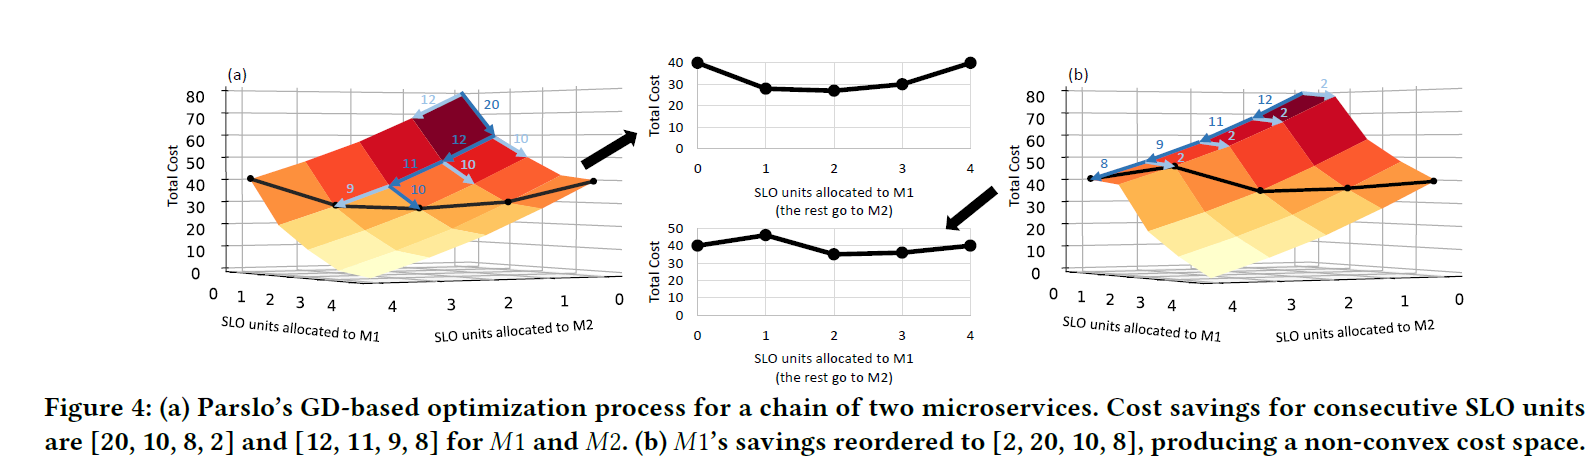 (a)
80
70
60
50
40
30
20
10
0
Total Cost
12
20
12
10
11
10
9
10
0 1 2 3 4
4 3 2 1 0
SLO units allocated to M1
SLO units allocated to M2
40
30
20
10
0
Total Cost
0 1 2 3 4
SLO units allocated to M1
(the rest go to M2)
50
40
30
20
10
0
Total Cost
0 1 2 3 4
SLO units allocated to M1
(the rest go to M2)
(b)
80
70
60
50
40
30
20
10
0
Total Cost
2
12
2
11
2
9
2
8
0 1 2 3 4
4 3 2 1 0
SLO units allocated to M1
SLO units allocated to M2
Figure 4: (a) Parslo’s GD-based optimization process for a chain of two microservices. Cost savings for consecutive SLO units
are [20, 10, 8, 2] and [12, 11, 9, 8] for M1 and M2. (b) M1’s savings reordered to [2, 20, 10, 8], producing a non-convex cost space.